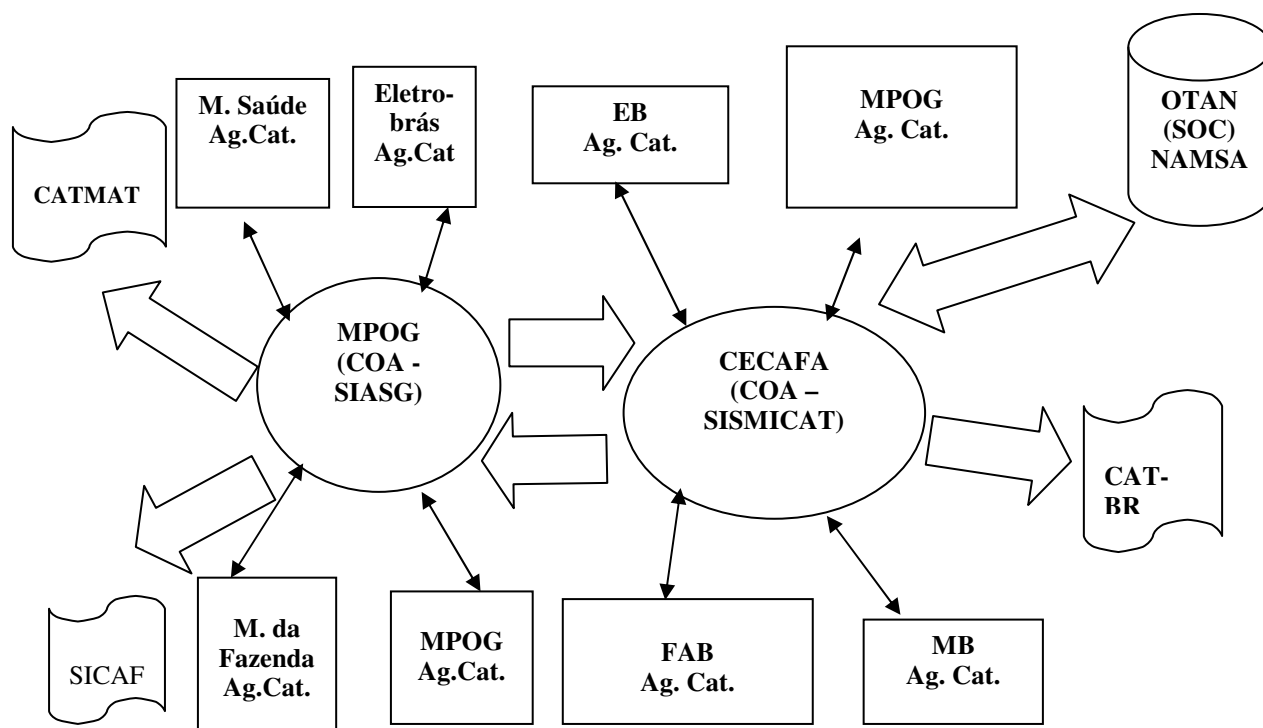 M. Saúde
Ag.Cat.
Eletro-
brás
Ag.Cat
EB
Ag. Cat.
MPOG
Ag. Cat.
OTAN
(SOC)
NAMSA
CATMAT
MPOG
(COA -
SIASG)
CECAFA
(COA –
SISMICAT)
CAT-
BR
SICAF
M. da
Fazenda
Ag.Cat.
MPOG
Ag.Cat.
FAB
Ag. Cat.
MB
Ag. Cat.